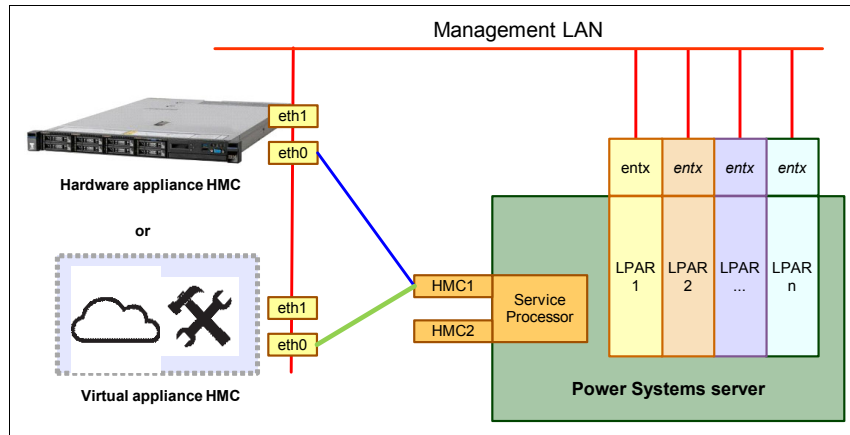 Management LAN
eth1
eth0
Hardware appliance HMC
or
eth1
eth0
Virtual appliance HMC
HMC1
HMC2
Service
Processor
entx
entx
entx
entx
LPAR
1
LPAR
2
LPAR
...
LPAR
n
Power Systems server